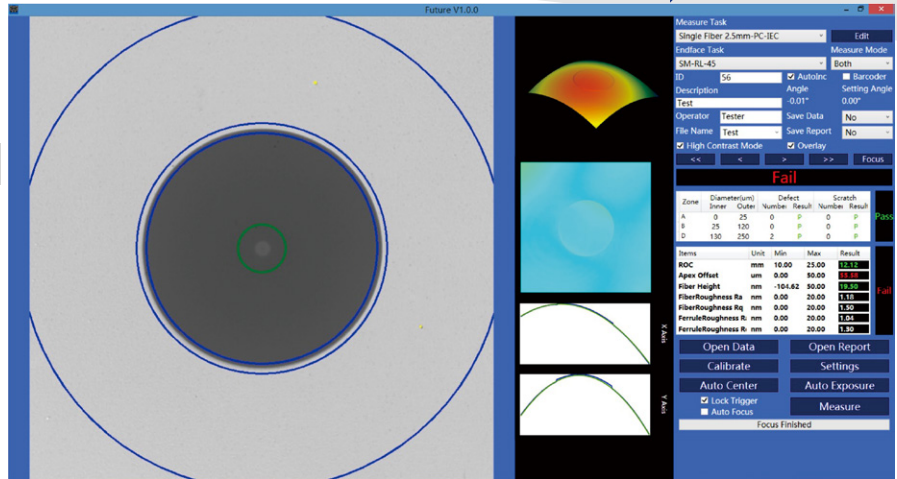 Future V1.0.0
Measure Task
Single Fiber 2.5mm-PC-IEC Edit
Endface Task Measure Mode
SM-RL-45 Both
ID 56 AutoInc Barcoder
Description Angle Setting Angle
Test -0.01° 0.00°
Operator Tester Save Data No
File Name Test Save Report No
High Contrast Mode Overlay
<< < > >> Focus
Fail
Zone Diameter(um) Defect Scratch
Inner Outer Number Result Number Result
A 0 25 0 P 0 P
B 25 120 0 P 0 P
D 130 250 2 P 0 P
Pass
Items Unit Min Max Result
ROC mm 10.00 25.00 12.12
Apex Offset um 0.00 50.00
Fiber Height nm -104.62 50.00 19.50
FiberRoughness Ra nm 0.00 20.00 1.18
FiberRoughness Rq nm 0.00 20.00 1.50
FerruleRoughness R nm 0.00 20.00 1.04
FerruleRoughness R nm 0.00 20.00 1.30
Fail
X Axis
Y Axis
Open Data Open Report
Calibrate Settings
Auto Center Auto Exposure
Lock Trigger
Auto Focus
Measure
Focus Finished